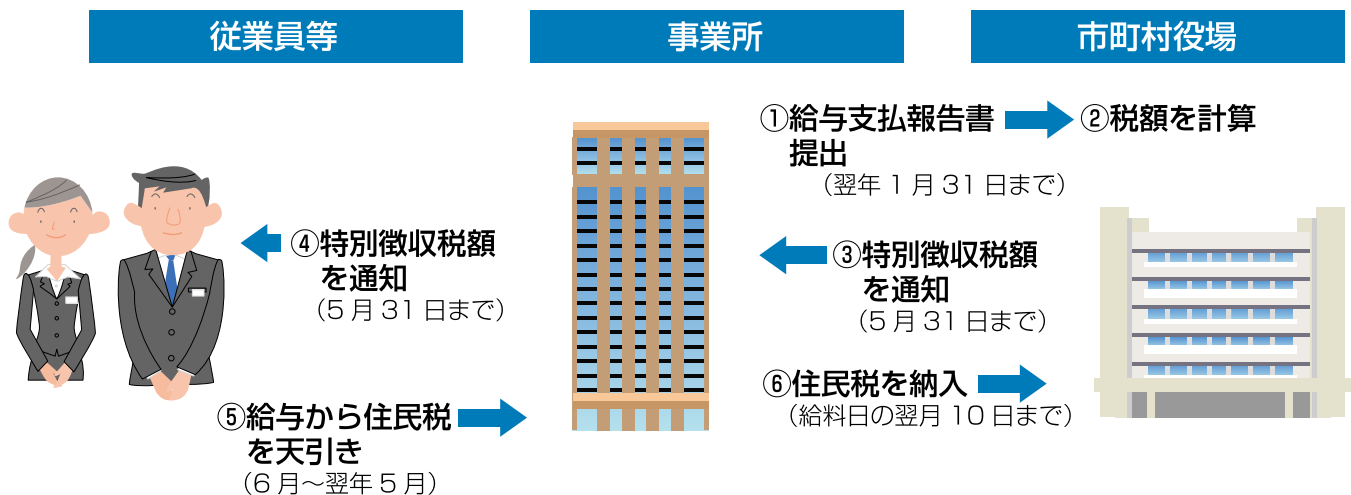 従業員等
事業所
市町村役場
①給与支払報告書
提出
（翌年1月31日まで）
②税額を計算
③特別徴収税額
を通知
（5月31日まで）
④特別徴収税額
を通知
（5月31日まで）
⑤給与から住民税
を天引き
（6月～翌年5月）
⑥住民税を納入
（給料日の翌月10日まで）